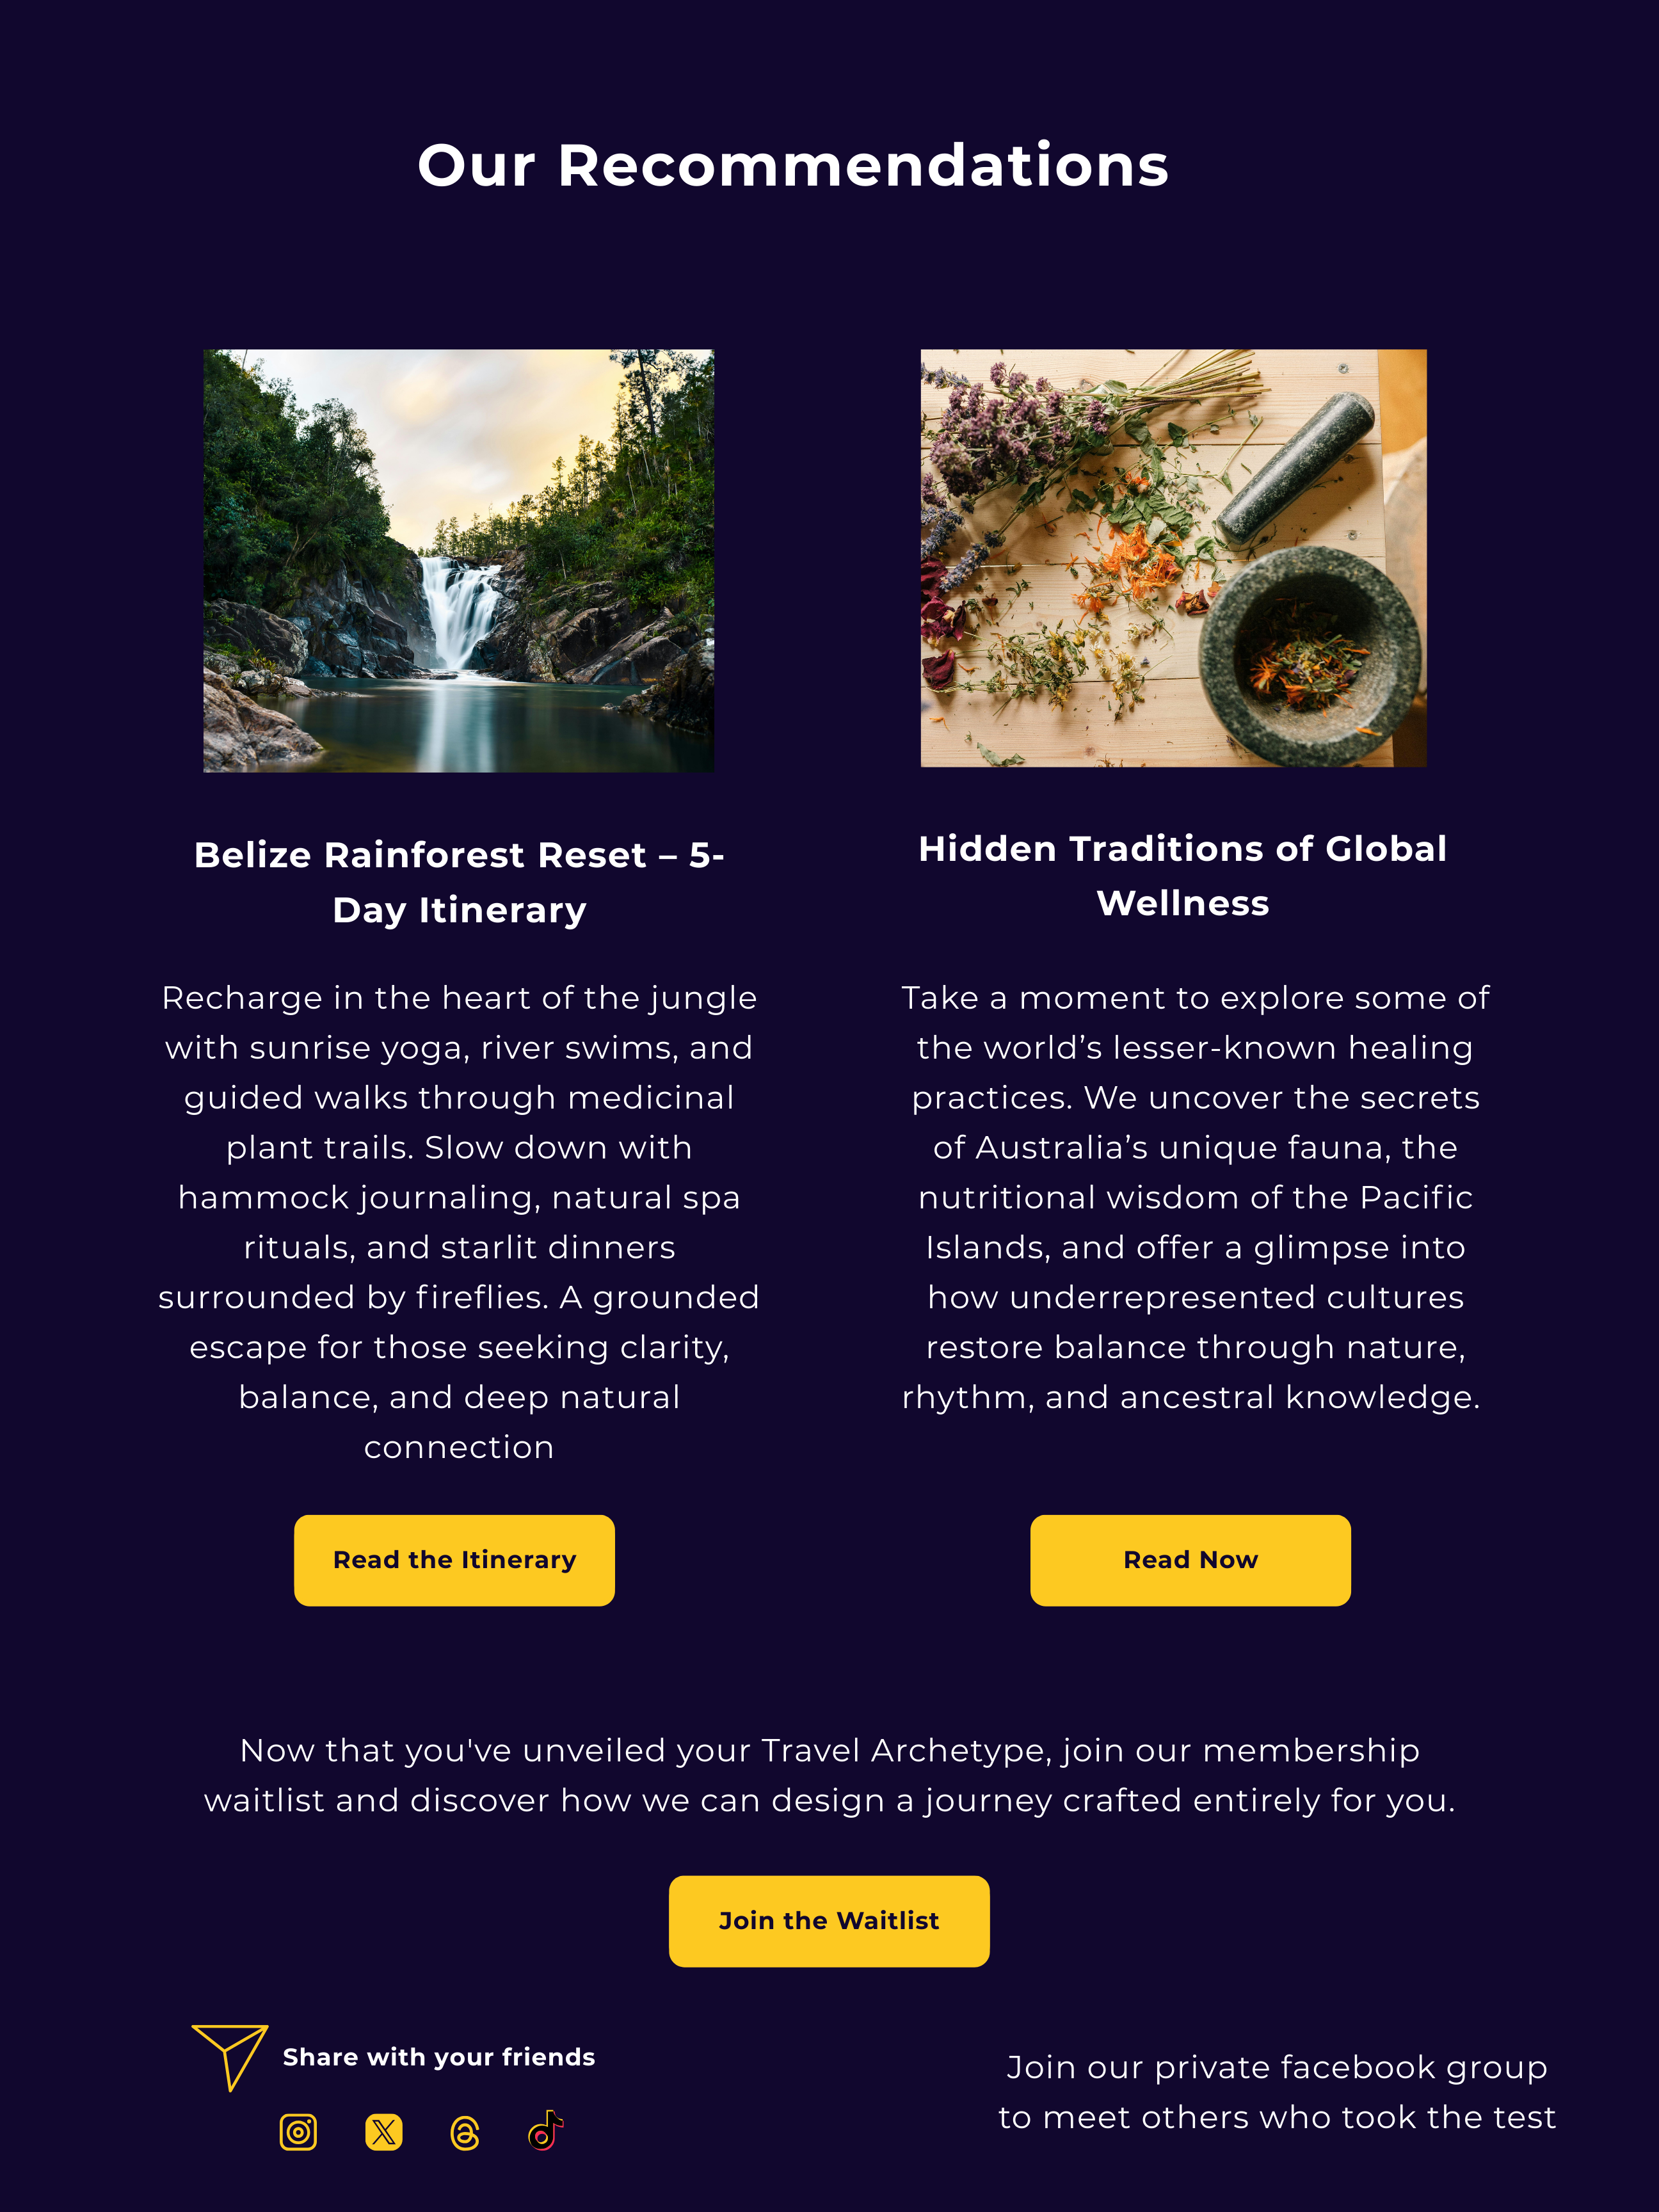 Our Recommendations
Belize Rainforest Reset – 5-
Day Itinerary
Recharge in the heart of the jungle
with sunrise yoga, river swims, and
guided walks through medicinal
plant trails. Slow down with
hammock journaling, natural spa
rituals, and starlit dinners
surrounded by fireflies. A grounded
escape for those seeking clarity,
balance, and deep natural
connection
Read the Itinerary
Hidden Traditions of Global
Wellness
Take a moment to explore some of
the world’s lesser-known healing
practices. We uncover the secrets
of Australia’s unique fauna, the
nutritional wisdom of the Pacific
Islands, and offer a glimpse into
how underrepresented cultures
restore balance through nature,
rhythm, and ancestral knowledge.
Read Now
Now that you've unveiled your Travel Archetype, join our membership
waitlist and discover how we can design a journey crafted entirely for you.
Join the Waitlist
Share with your friends
Join our private facebook group
to meet others who took the test